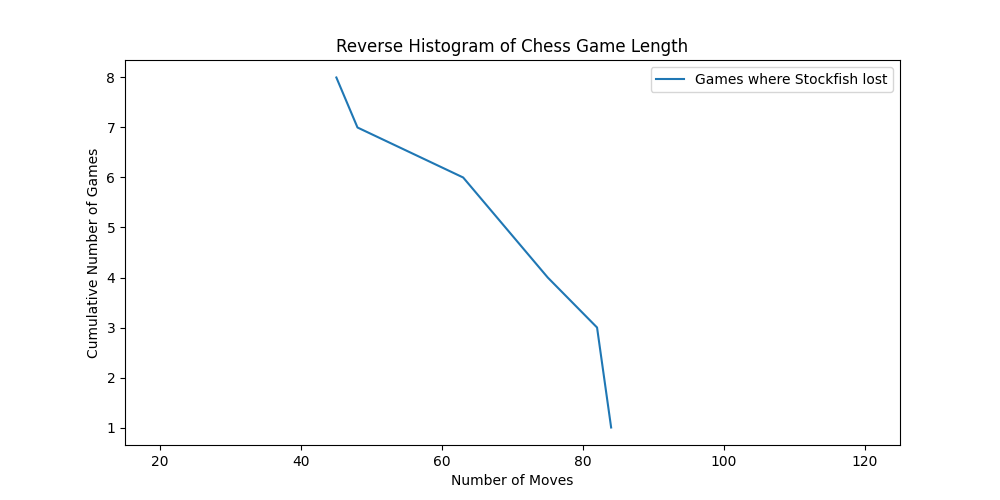 Reverse Histogram of Chess Game Length
Games where Stockfish lost
Cumulative Number of Games
8
7
6
5
4
3
2
1
20 40 60 80 100 120
Number of Moves